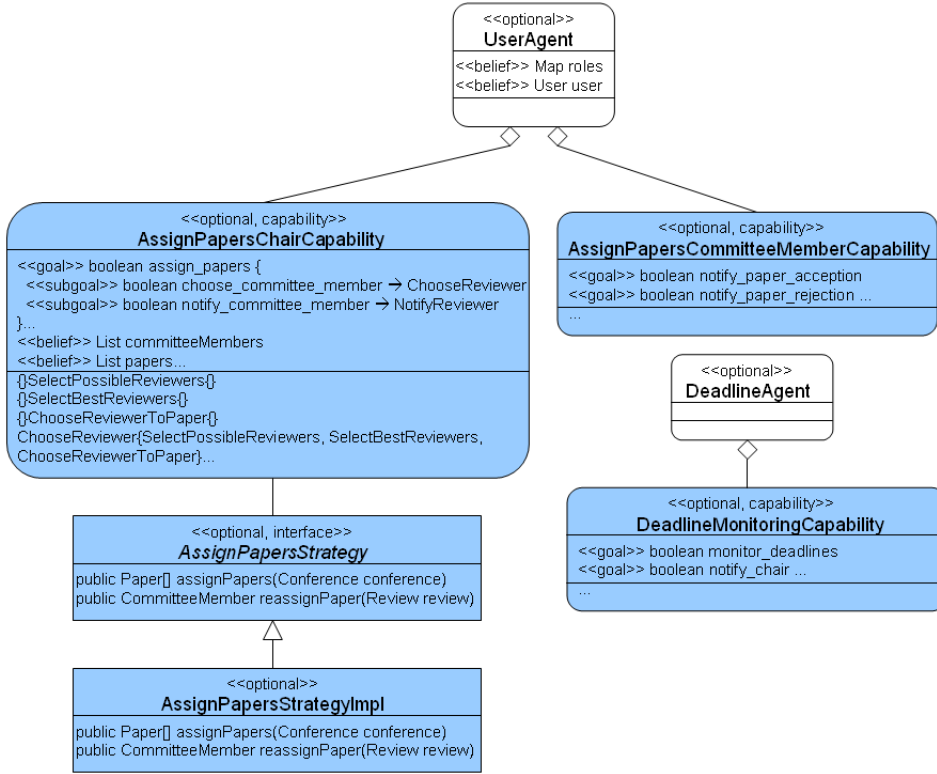 <<optional>>
UserAgent
<<belief>> Map roles
<<belief>> User user
<<optional, capability>>
AssignPapersChairCapability
<<goal>> boolean assign_papers {
<<subgoal>> boolean choose_committee_member → ChooseReviewer
<<subgoal>> boolean notify_committee_member → NotifyReviewer
}...
<<belief>> List committeeMembers
<<belief>> List papers...
{}SelectPossibleReviewers{}
{}SelectBestReviewers{}
{}ChooseReviewerToPaper{}
ChooseReviewer{SelectPossibleReviewers, SelectBestReviewers,
ChooseReviewerToPaper}...
<<optional, capability>>
AssignPapersCommitteeMemberCapability
<<goal>> boolean notify_paper_acception
<<goal>> boolean notify_paper_rejection ...
...
<<optional>>
DeadlineAgent
<<optional, capability>>
DeadlineMonitoringCapability
<<goal>> boolean monitor_deadlines
<<goal>> boolean notify_chair ...
...
<<optional, interface>>
AssignPapersStrategy
public Paper[] assignPapers(Conference conference)
public CommitteeMember reassignPaper(Review review)
<<optional>>
AssignPapersStrategyImpl
public Paper[] assignPapers(Conference conference)
public CommitteeMember reassignPaper(Review review)